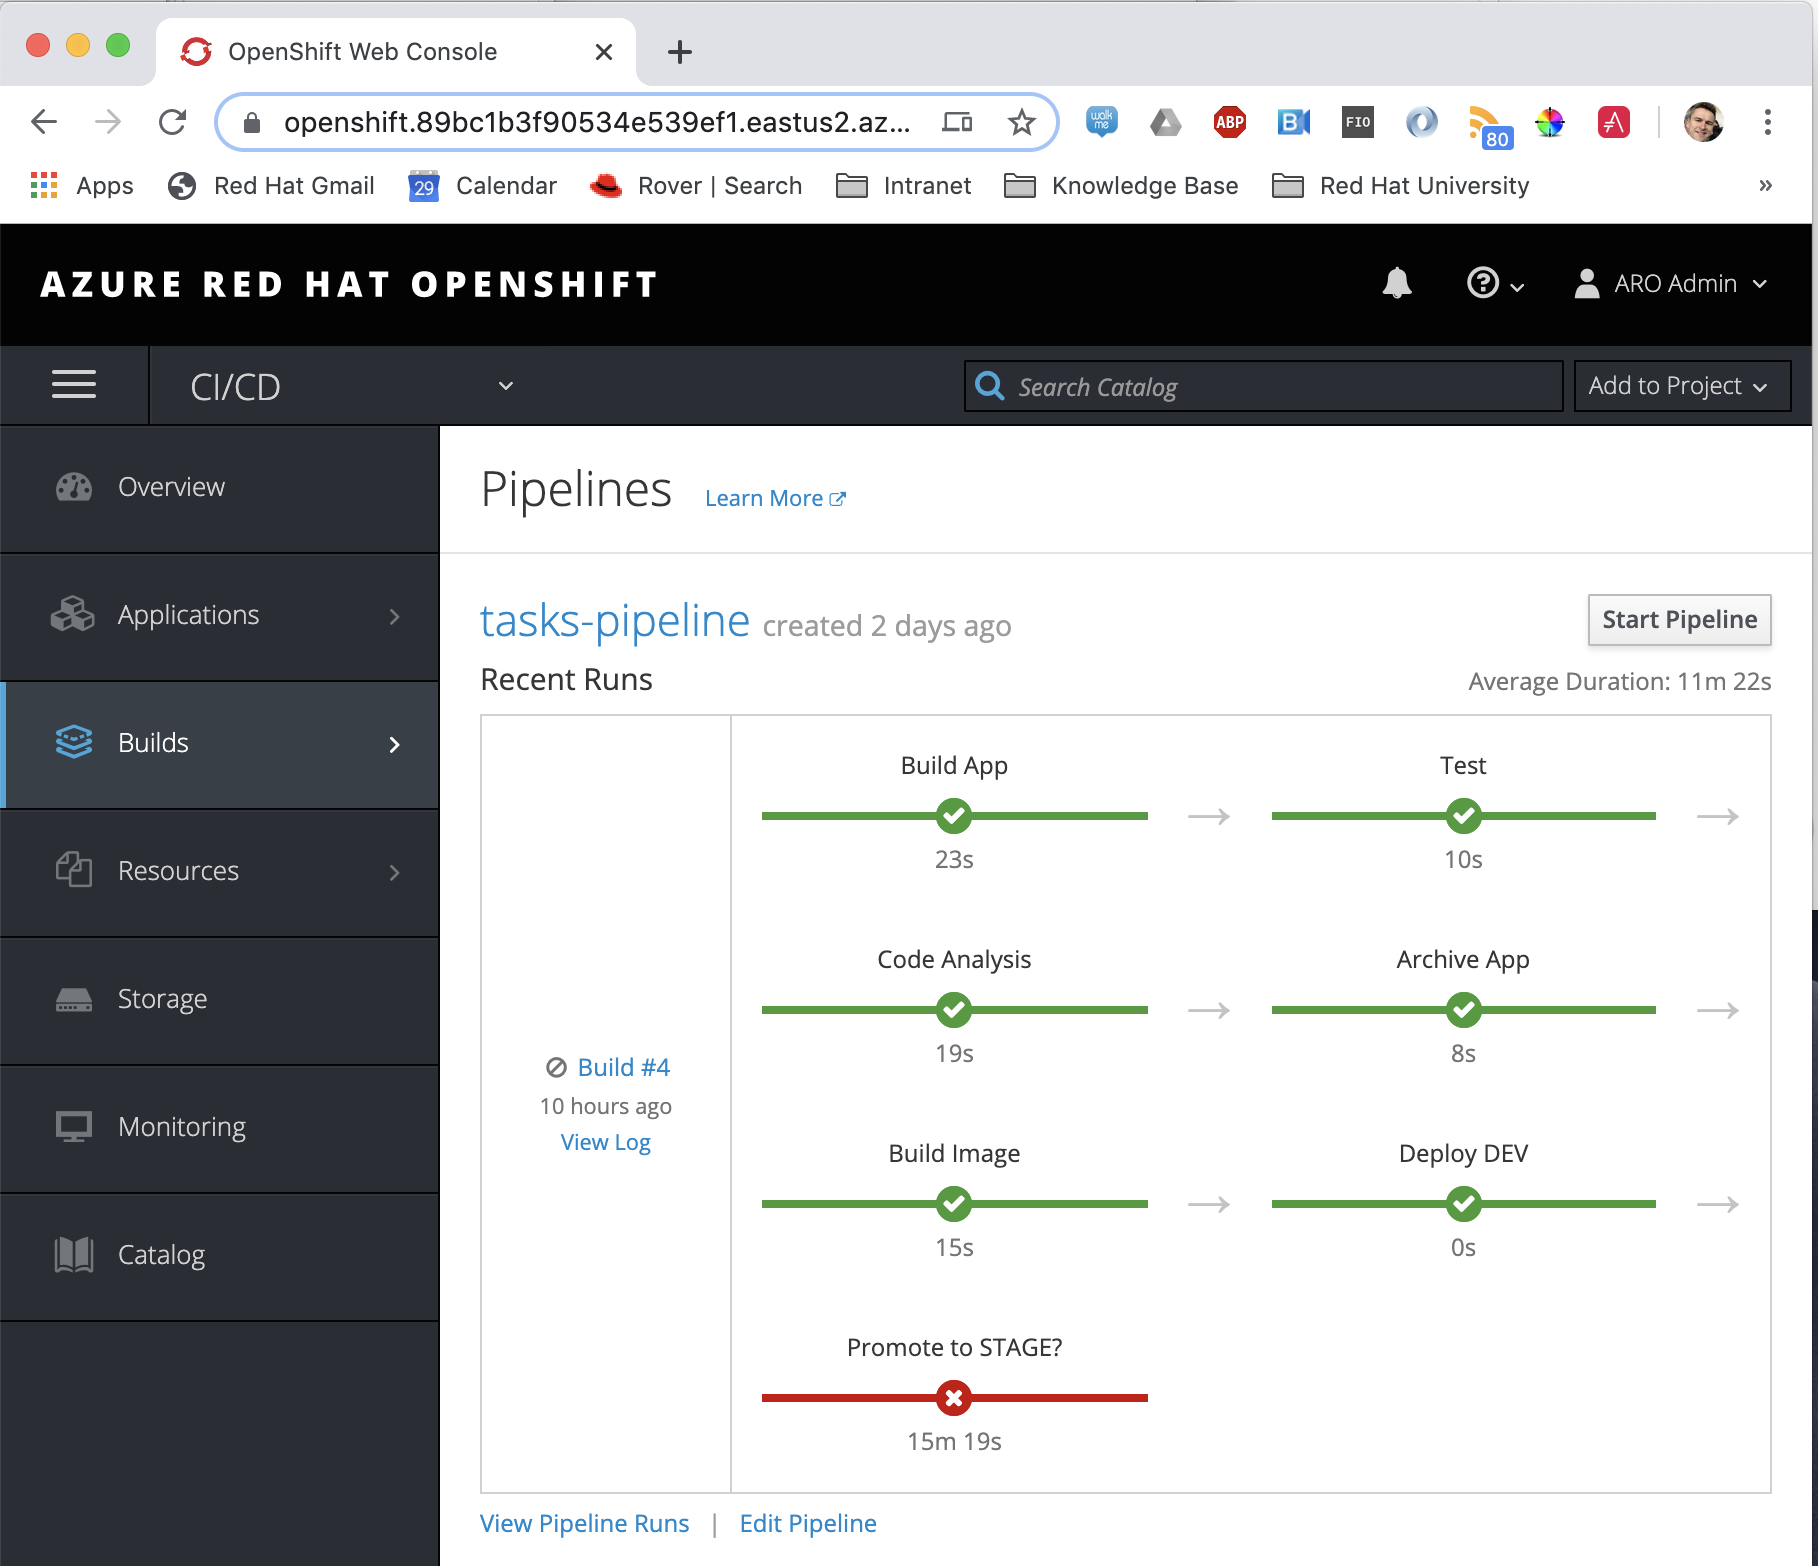 OpenShift Web Console
openshift.89bc1b3f90534e539ef1.eastus2.az...
walk me
ABP
B
FIO
80
Apps
Red Hat Gmail
29
Calendar
Rover | Search
Intranet
Knowledge Base
Red Hat University
»
AZURE RED HAT OPENSHIFT
?
ARO Admin
CI/CD
Search Catalog
Add to Project
Overview
Applications
Builds
Resources
Storage
Monitoring
Catalog
Pipelines
Learn More
tasks-pipeline created 2 days ago
Start Pipeline
Recent Runs
Average Duration: 11m 22s
Build #4
10 hours ago
View Log
Build App
23s
Test
10s
Code Analysis
19s
Archive App
8s
Build Image
15s
Deploy DEV
0s
Promote to STAGE?
15m 19s
View Pipeline Runs | Edit Pipeline